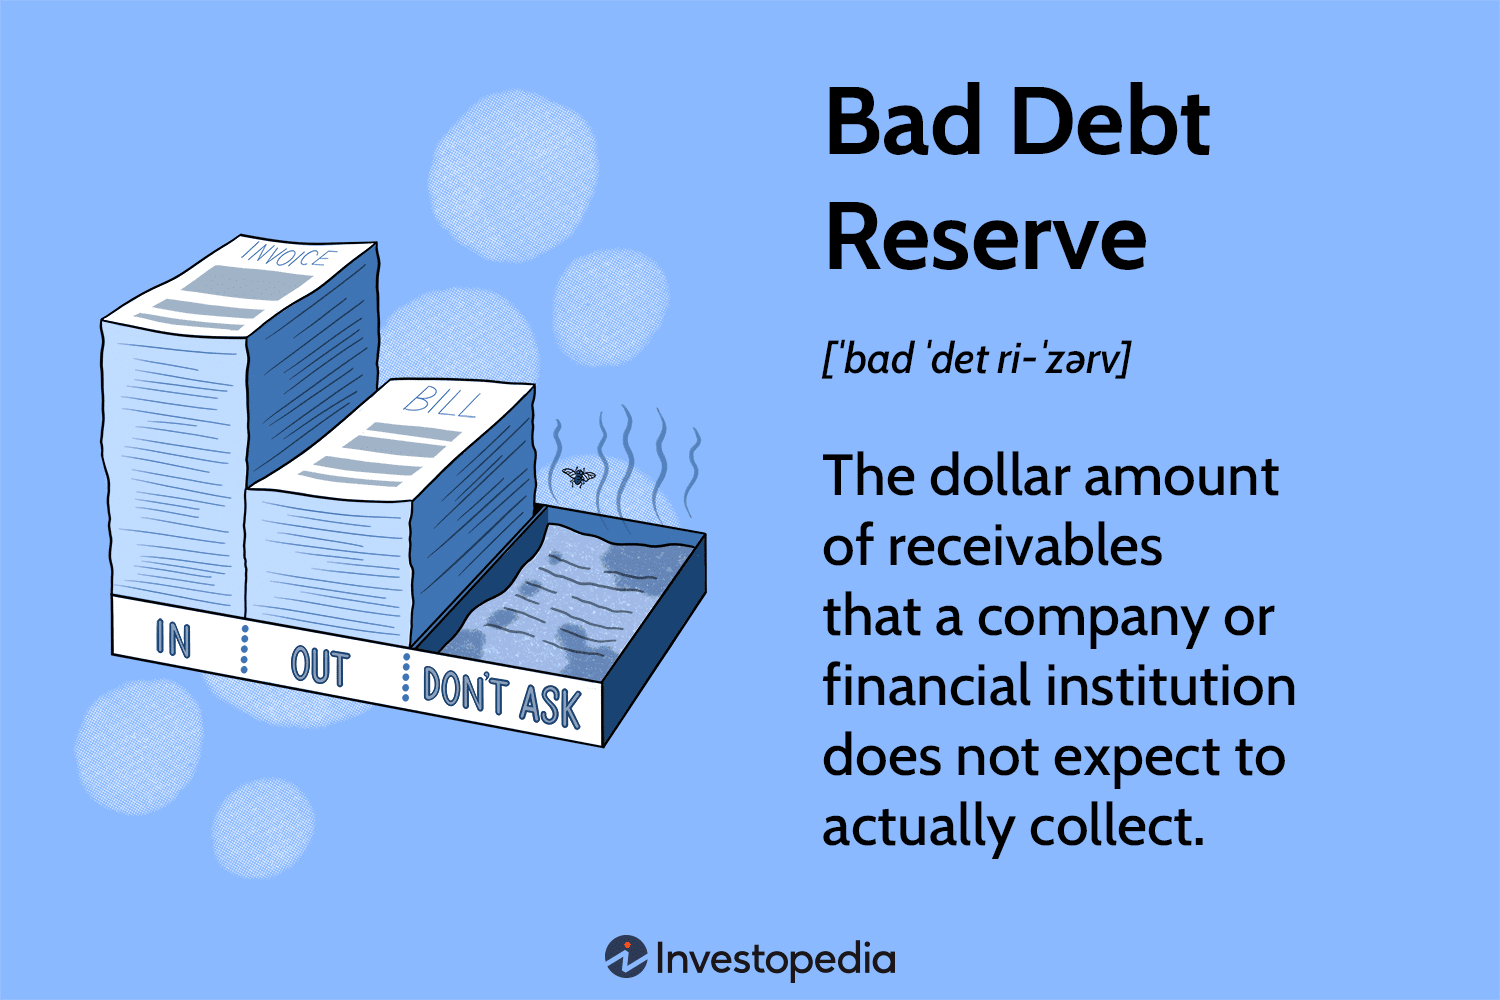 Bad Debt
Reserve
[ˈbad ˈdet ri-ˈzərv]
The dollar amount
of receivables
that a company or
financial institution
does not expect to
actually collect.
INVOICE
BILL
IN
OUT
DON'T ASK
Investopedia